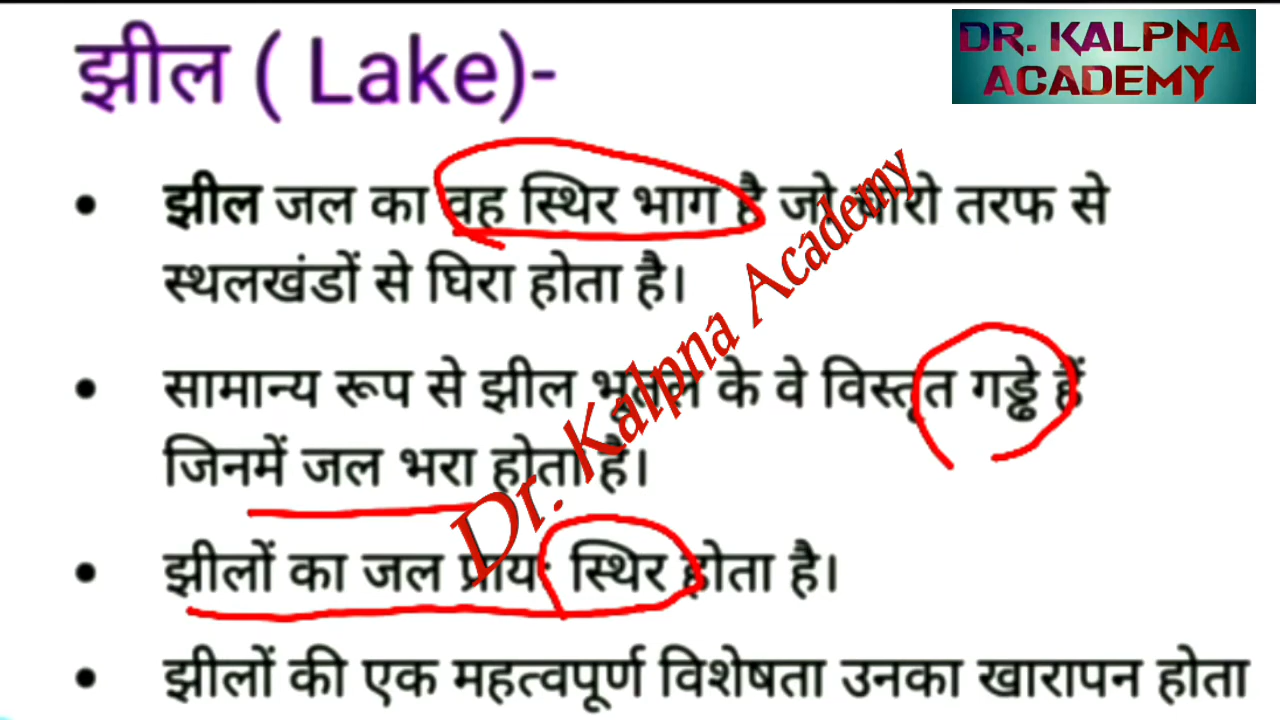 झील ( Lake)-
DR. KALPNA
ACADEMY
झील जल का वह स्थिर भाग है जो चारो तरफ से
स्थलखंडों से घिरा होता है।
सामान्य रूप से झील भूतल के वे विस्तृत गड्ढे हैं
जिनमें जल भरा होता है।
झीलों का जल प्रायः स्थिर होता है।
झीलों की एक महत्वपूर्ण विशेषता उनका खारापन होता
Dr. Kalpna Academy